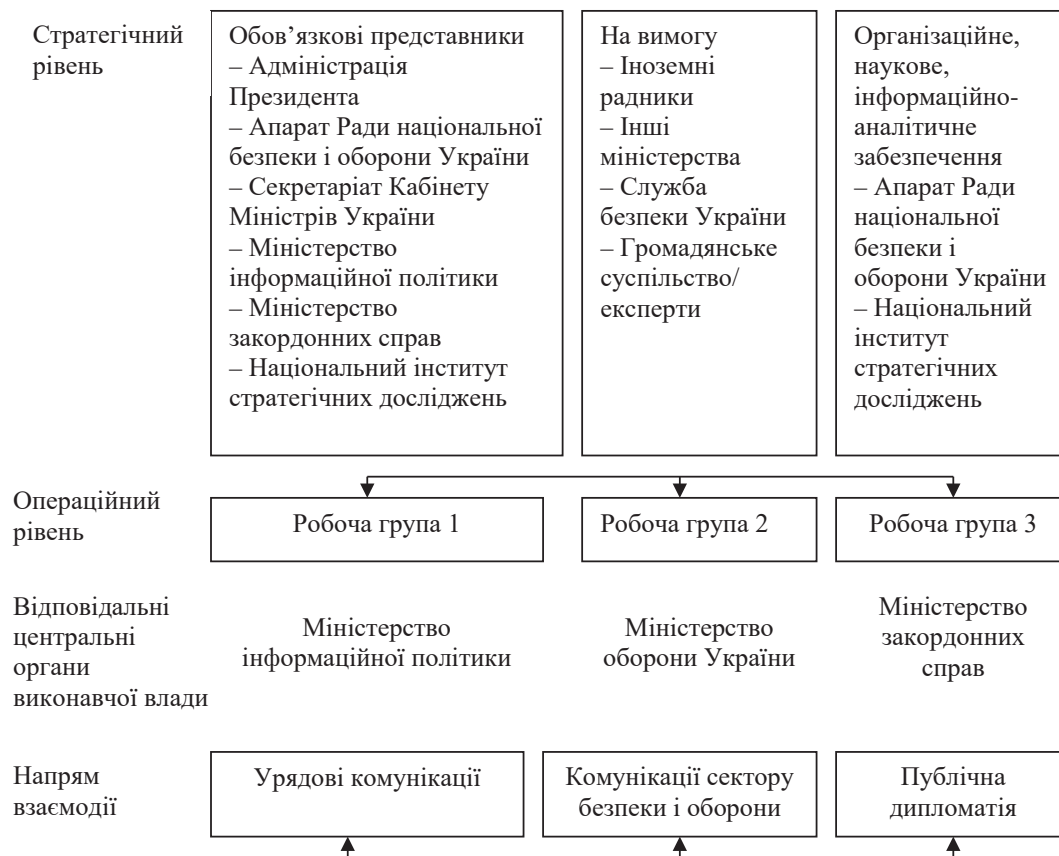 Стратегічний
рівень
Обов’язкові представники
– Адміністрація
Президента
– Апарат Ради національної
безпеки і оборони України
– Секретаріат Кабінету
Міністрів України
– Міністерство
інформаційної політики
– Міністерство
закордонних справ
– Національний інститут
стратегічних досліджень
На вимогу
– Іноземні
радники
– Інші
міністерства
– Служба
безпеки України
– Громадянське
суспільство/
експерти
Організаційне,
наукове,
інформаційно-
аналітичне
забезпечення
– Апарат Ради
національної
безпеки і
оборони України
– Національний
інститут
стратегічних
досліджень
Операційний
рівень
Робоча група 1
Робоча група 2
Робоча група 3
Відповідальні
центральні
органи
виконавчої влади
Міністерство
інформаційної політики
Міністерство
оборони України
Міністерство
закордонних
справ
Напрям
взаємодії
Урядові комунікації
Комунікації сектору
безпеки і оборони
Публічна
дипломатія